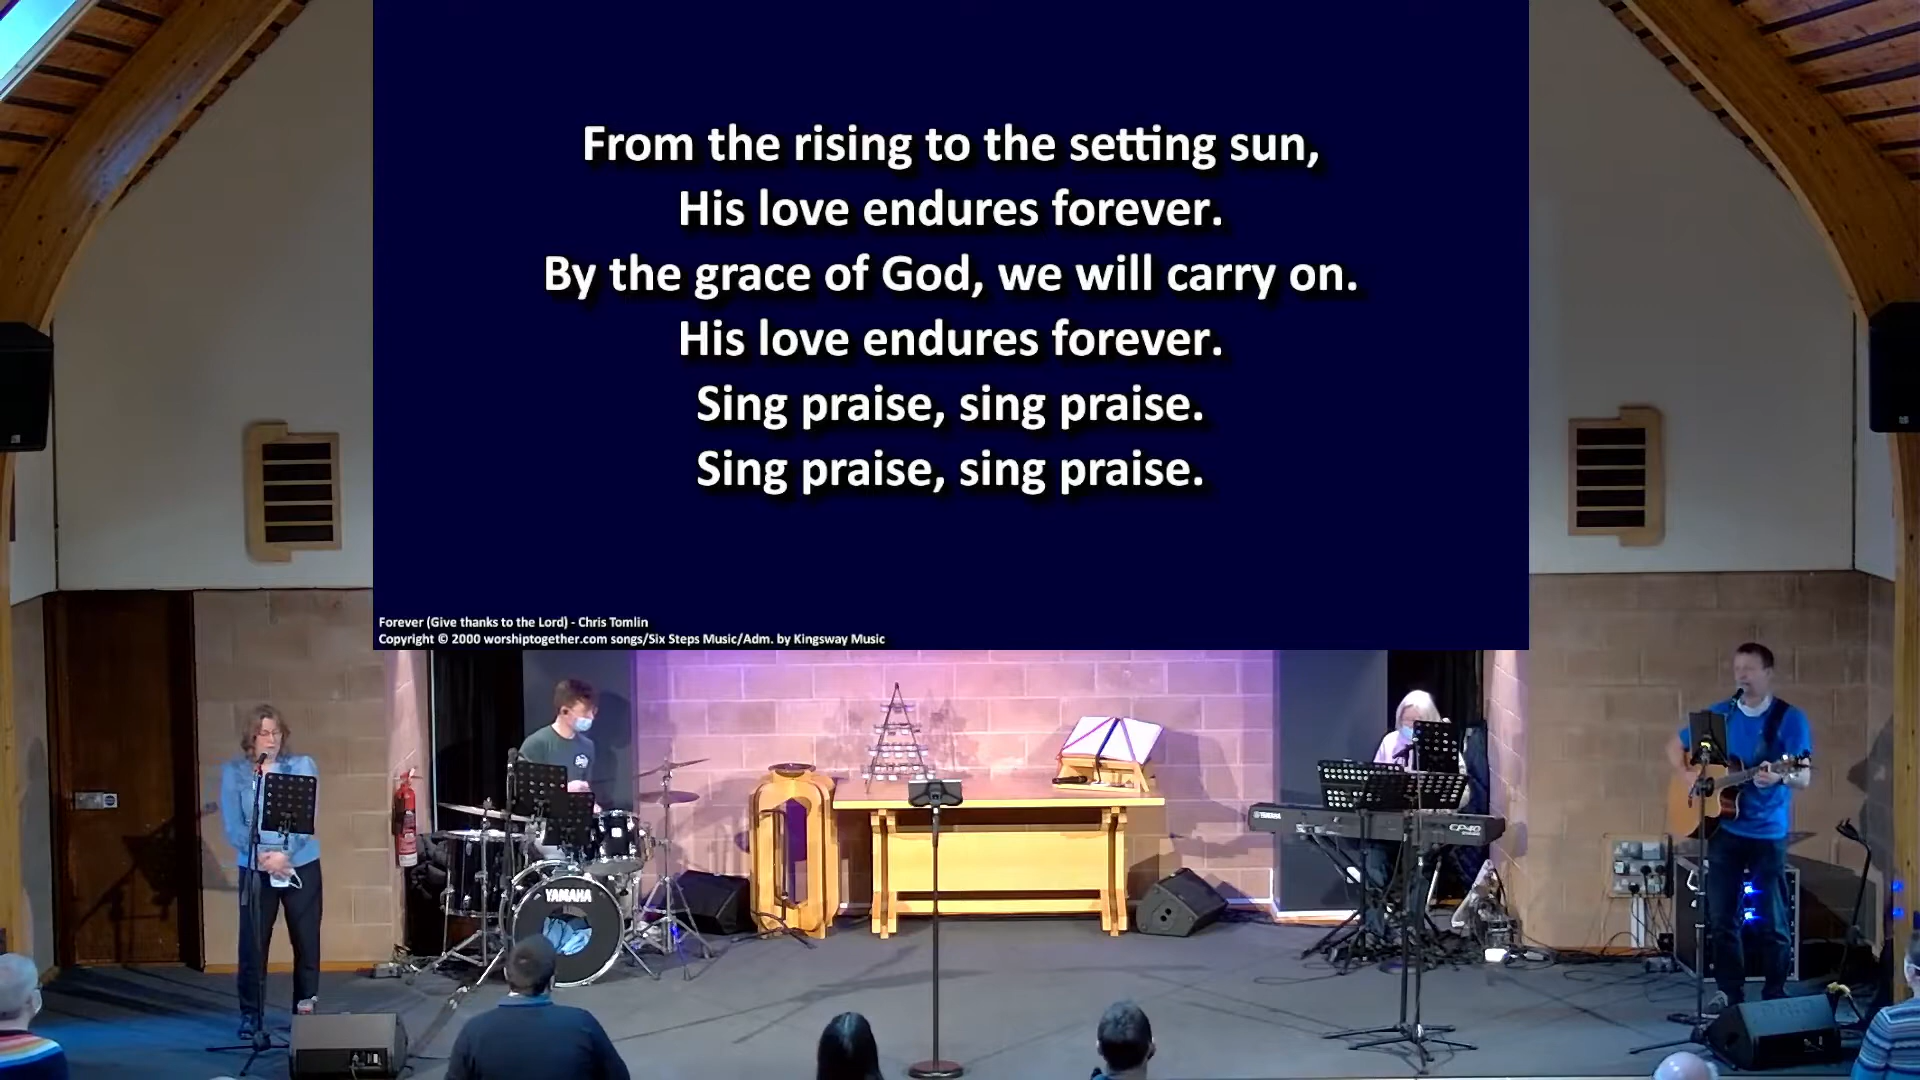 From the rising to the setting sun,
His love endures forever.
By the grace of God, we will carry on.
His love endures forever.
Sing praise, sing praise.
Sing praise, sing praise.
Forever (Give thanks to the Lord) - Chris Tomlin
Copyright © 2000 worshiptogether.com songs/Six Steps Music/Adm. by Kingsway Music
YAMAHA
YAMAHA
CP40